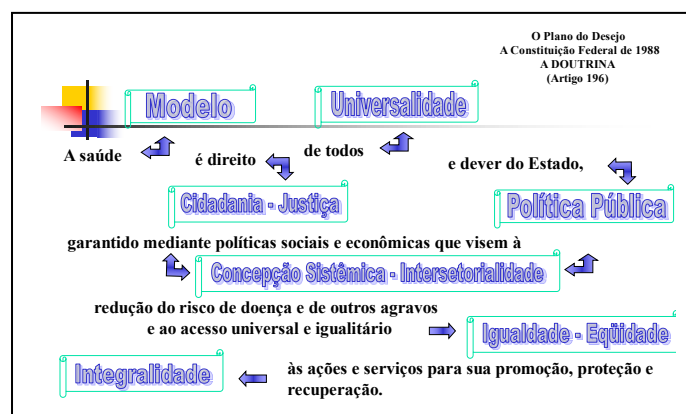 O Plano do Desejo
A Constituição Federal de 1988
A DOUTRINA
(Artigo 196)
Modelo
Universalidade
A saúde
é direito
de todos
e dever do Estado,
Cidadania - Justiça
Política Pública
garantido mediante políticas sociais e econômicas que visem à
Concepção Sistêmica - Intersetorialidade
redução do risco de doença e de outros agravos
e ao acesso universal e igualitário
Igualdade - Eqüidade
Integralidade
às ações e serviços para sua promoção, proteção e
recuperação.